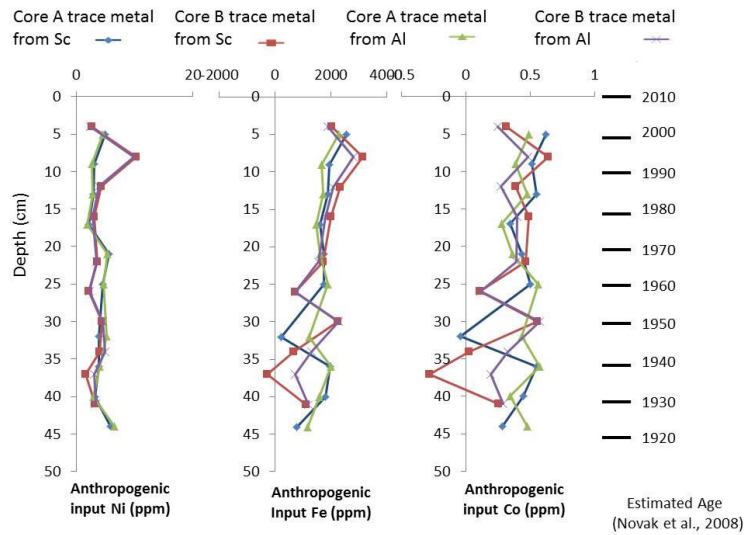 Core A trace metal Core B trace metal Core A trace metal Core B trace metal
from Sc from Sc from Al from Al
0 20 -2000 0 2000 4000 -0.5 0 0.5 1
0 2010
5 2000
10 1990
15 1980
20 1970
25 1960
30 1950
35 1940
40 1930
45 1920
50
Depth (cm)
Anthropogenic Anthropogenic Anthropogenic
input Ni (ppm) Input Fe (ppm) input Co (ppm)
Estimated Age
(Novak et al., 2008)